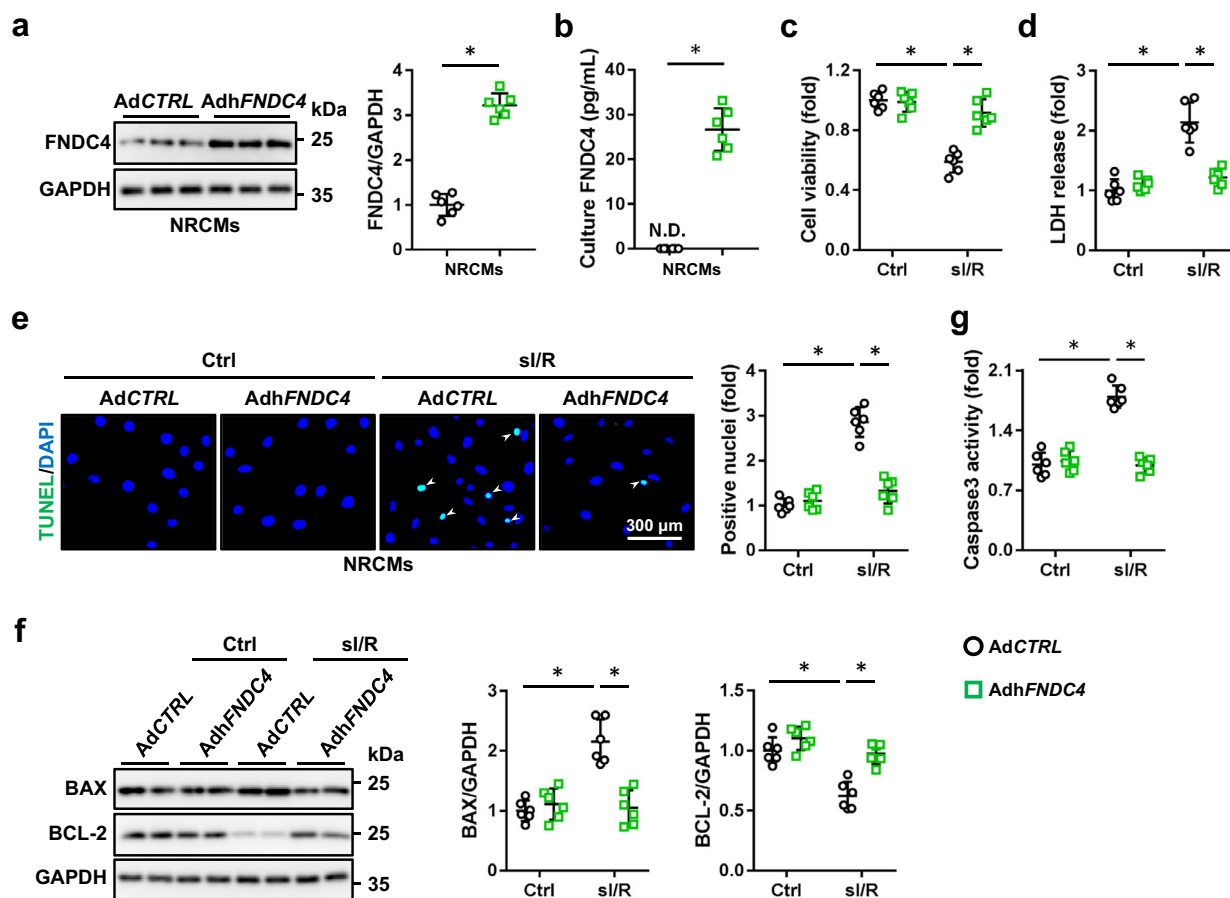 a
AdCTRL AdhFNDC4 kDa
FNDC4
25
GAPDH
35
NRCMs
FNDC4/GAPDH
4
3
2
1
0
*
NRCMs
b
Culture FNDC4 (pg/mL)
40
30
20
10
0
*
N.D.
NRCMs
c
Cell viability (fold)
1.2
0.9
0.6
0.3
0.0
* *
Ctrl sI/R
d
LDH release (fold)
3
2
1
0
* *
Ctrl sI/R
e
Ctrl sI/R
AdCTRL AdhFNDC4 AdCTRL AdhFNDC4
TUNEL/DAPI
300 μm
NRCMs
Positive nuclei (fold)
4
3
2
1
0
* *
Ctrl sI/R
g
Caspase3 activity (fold)
2.1
1.4
0.7
0.0
* *
Ctrl sI/R
f
Ctrl sI/R
AdCTRL AdhFNDC4 AdCTRL AdhFNDC4
kDa
BAX
25
BCL-2
25
GAPDH
35
BAX/GAPDH
3
2
1
0
* *
Ctrl sI/R
BCL-2/GAPDH
1.5
1.0
0.5
0.0
* *
Ctrl sI/R
AdCTRL
AdhFNDC4